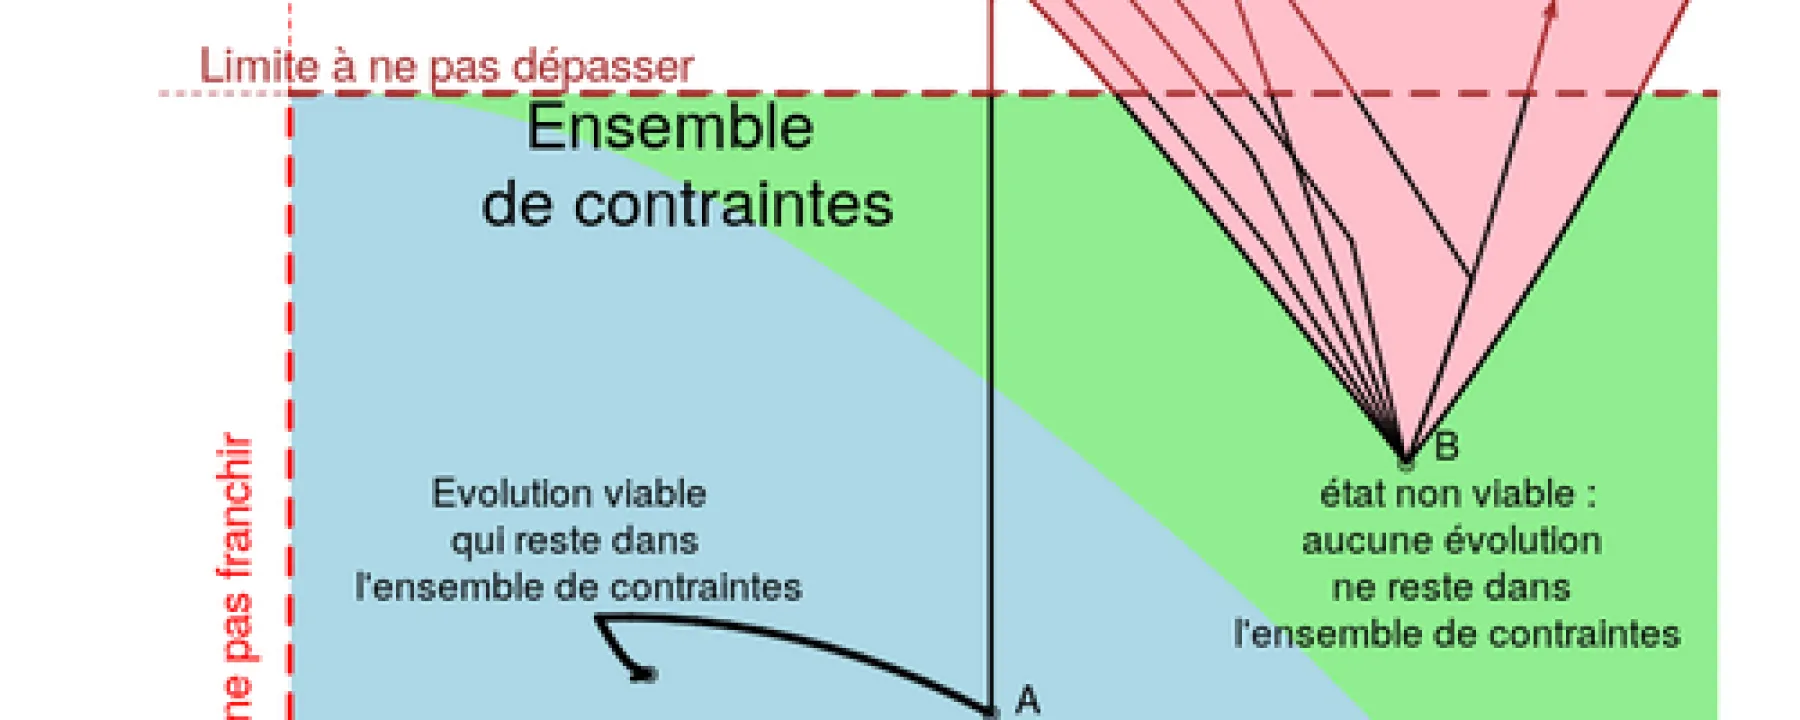 Limite à ne pas dépasser
Ensemble
de contraintes
Evolution viable
qui reste dans
l'ensemble de contraintes
B
état non viable :
aucune évolution
ne reste dans
l'ensemble de contraintes
A
ne pas franchir